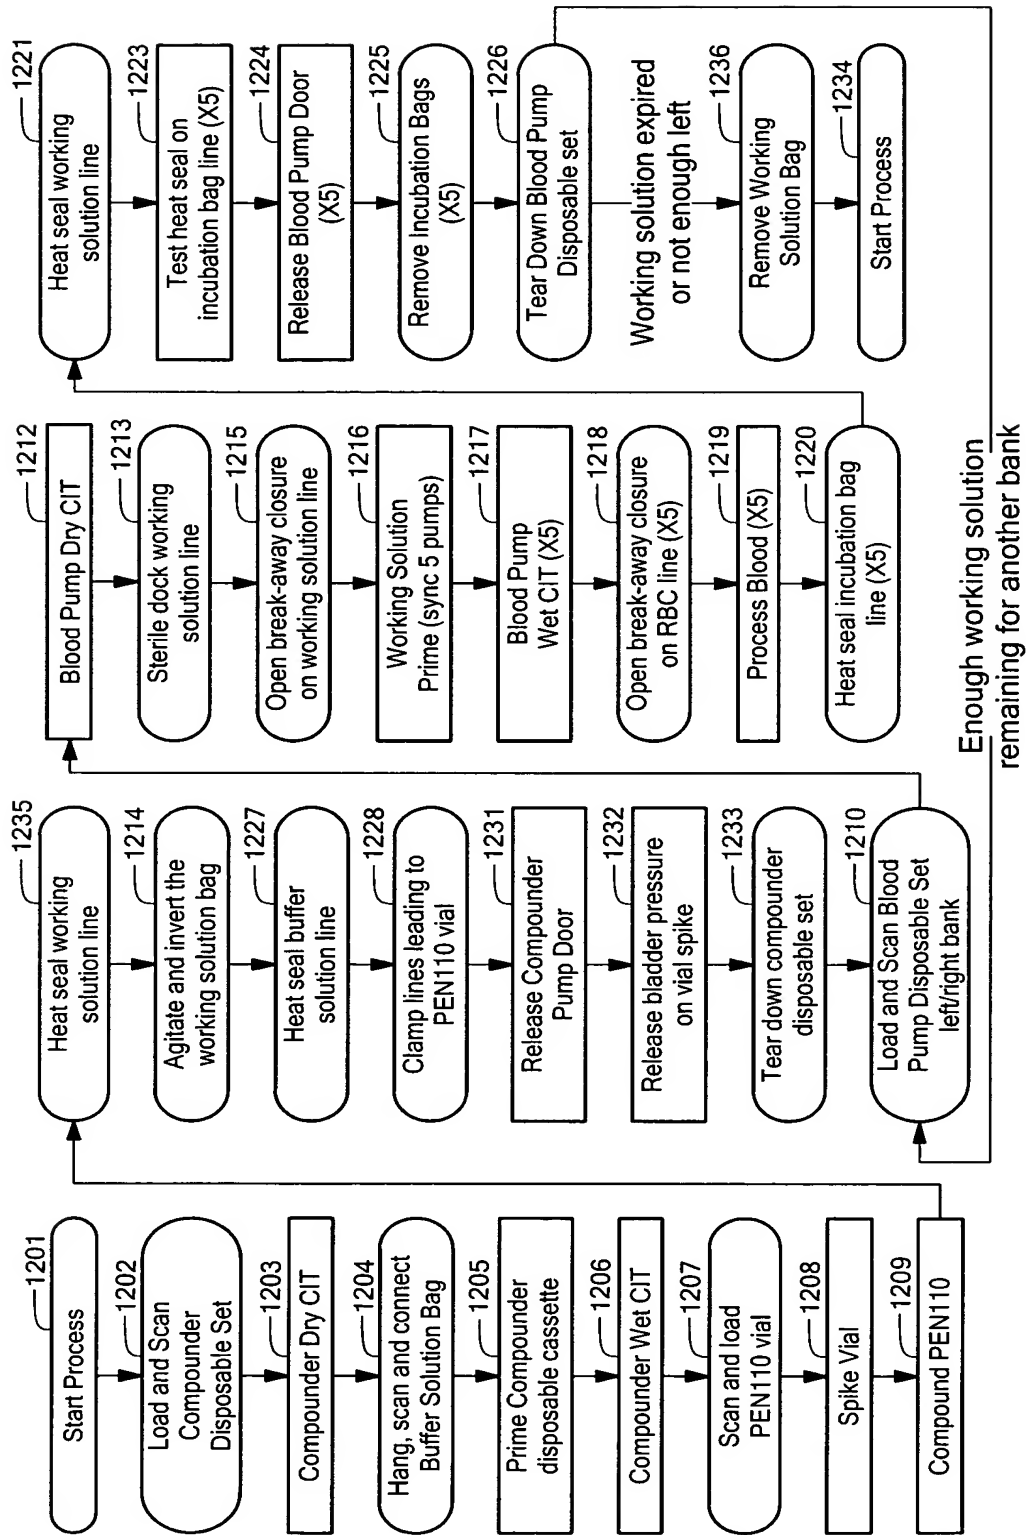 1201
Start Process
1202
Load and Scan
Compounder
Disposable Set
1203
Compounder Dry CIT
1204
Hang, scan and connect
Buffer Solution Bag
1205
Prime Compounder
disposable cassette
1206
Compounder Wet CIT
1207
Scan and load
PEN110 vial
1208
Spike Vial
1209
Compound PEN110
1235
Heat seal working
solution line
1214
Agitate and invert the
working solution bag
1227
Heat seal buffer
solution line
1228
Clamp lines leading to
PEN110 vial
1231
Release Compounder
Pump Door
1232
Release bladder pressure
on vial spike
1233
Tear down compounder
disposable set
1210
Load and Scan Blood
Pump Disposable Set
left/right bank
1212
Blood Pump Dry CIT
1213
Sterile dock working
solution line
1215
Open break-away closure
on working solution line
1216
Working Solution
Prime (sync 5 pumps)
1217
Blood Pump
Wet CIT (X5)
1218
Open break-away closure
on RBC line (X5)
1219
Process Blood (X5)
1220
Heat seal incubation bag
line (X5)
1221
Heat seal working
solution line
1223
Test heat seal on
incubation bag line (X5)
1224
Release Blood Pump Door
(X5)
1225
Remove Incubation Bags
(X5)
1226
Tear Down Blood Pump
Disposable set
Working solution expired
or not enough left
1236
Remove Working
Solution Bag
1234
Start Process
Enough working solution
remaining for another bank